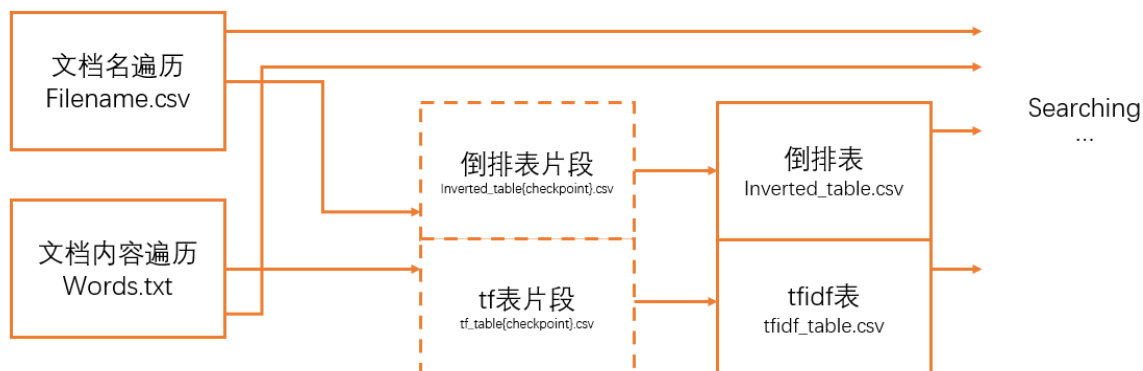 文档名遍历
Filename.csv
文档内容遍历
Words.txt
倒排表片段
Inverted_table{checkpoint}.csv
tf表片段
tf_table{checkpoint}.csv
倒排表
Inverted_table.csv
tfidf表
tfidf_table.csv
Searching
...